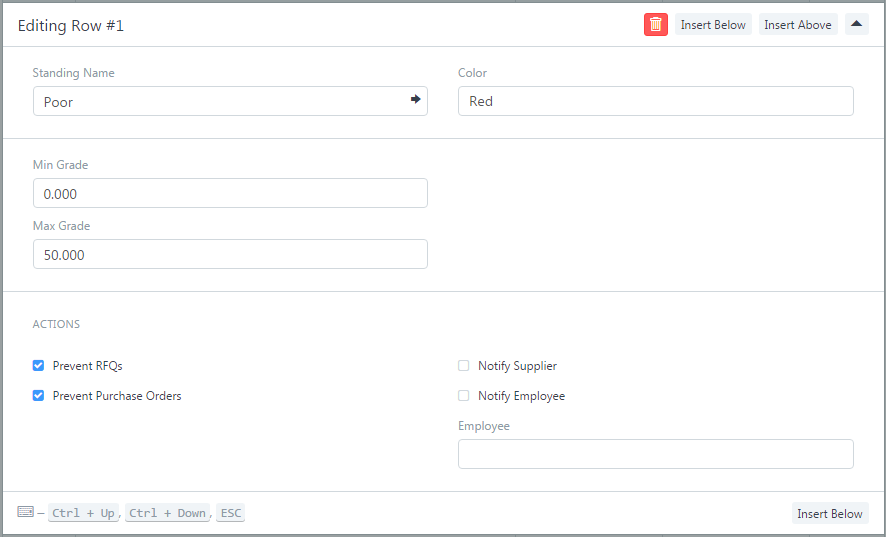 Editing Row #1
Insert Below Insert Above
Standing Name Color
Poor Red
Min Grade
0.000
Max Grade
50.000
ACTIONS
Prevent RFQs Notify Supplier
Prevent Purchase Orders Notify Employee
Employee
– Ctrl + Up, Ctrl + Down, ESC Insert Below